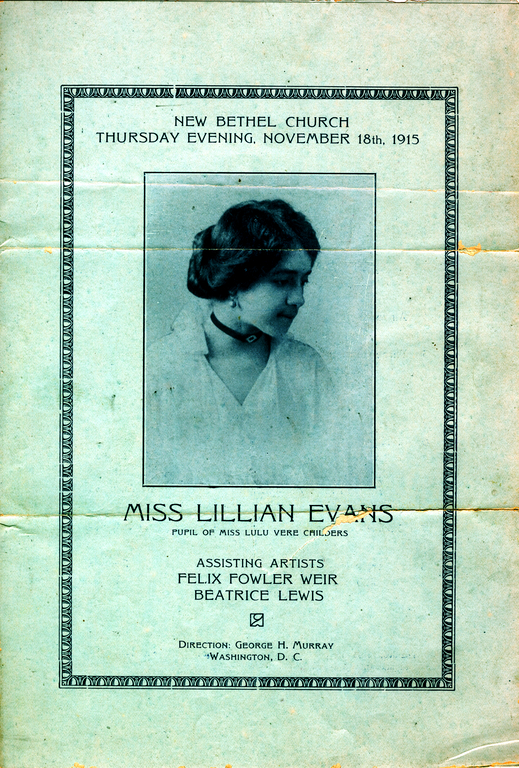 NEW BETHEL CHURCH
THURSDAY EVENING, NOVEMBER 18th, 1915
MISS LILLIAN EVANS
PUPIL OF MISS LULU VERE CHILDERS
ASSISTING ARTISTS
FELIX FOWLER WEIR
BEATRICE LEWIS
DIRECTION: GEORGE H. MURRAY
WASHINGTON, D. C.